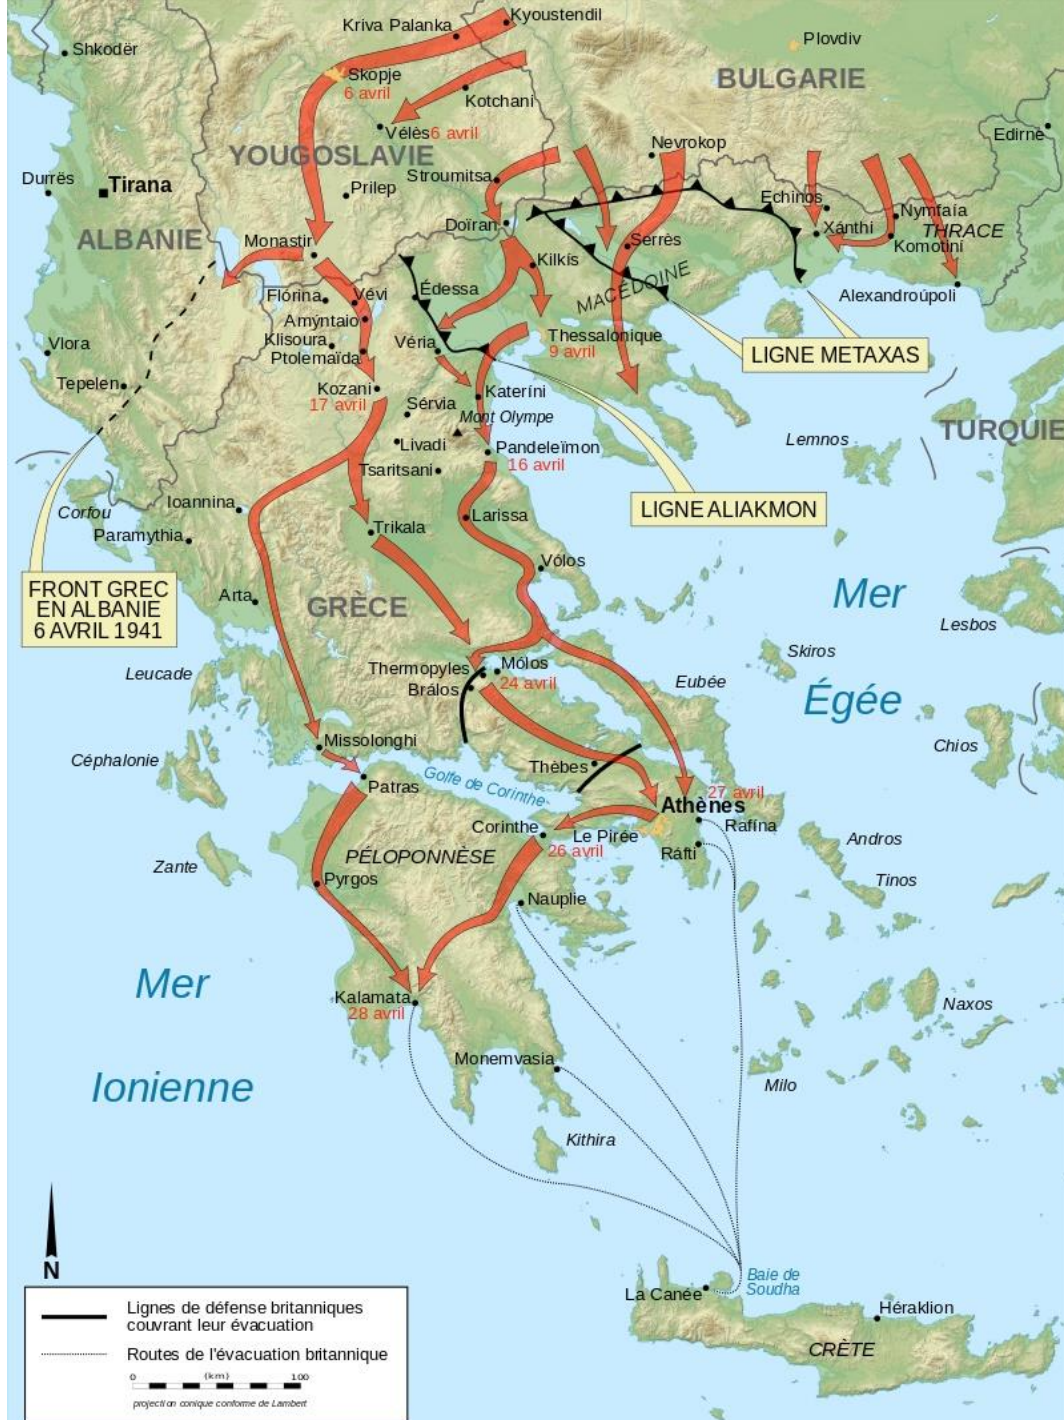 Kyoustendil
Kriva Palanka
Plovdiv
Shkodër
Skopje
6 avril
BULGARIE
Kotchani
Vélès 6 avril
Edirne
Nevrokop
YOUGOSLAVIE
Stroumitsa
Durrës
Tirana
Prilep
Echinos
Nymfaía
Doïran
Xánthi
THRACE
ALBANIE
Monastir
Serrès
Komotiní
Kilkís
MACÉDOINE
Édessa
Flórina
Vévi
Alexandroúpoli
Amýntaio
Klisoura
Véria
Thessalonique
9 avril
Vlora
Ptolemaïda
LIGNE METAXAS
Tepelen
Kozani
17 avril
Kateríni
Sérvia
Mont Olympe
TURQUIE
Livadi
Pandeleïmon
16 avril
Lemnos
Tsaritsani
Ioannina
Corfou
LIGNE ALIAKMON
Larissa
Paramythia
Trikala
Vólos
FRONT GREC
EN ALBANIE
6 AVRIL 1941
Arta
GRÈCE
Mer
Égée
Lesbos
Skiros
Leucade
Thermopyles
Mólos
24 avril
Brálos
Eubée
Missolonghi
Chios
Céphalonie
Thèbes
Golfe de Corinthe
Patras
27 avril
Athènes
Rafína
Corinthe
Le Pirée
26 avril
Ráfti
Andros
PÉLOPONNÈSE
Zante
Pyrgos
Tinos
Nauplie
Mer
Ionienne
Kalamata
28 avril
Naxos
Monemvasia
Milo
Kithira
N
Baie de
Soudha
La Canée
Héraklion
CRÈTE
Lignes de défense britanniques
couvrant leur évacuation
Routes de l'évacuation britannique
0 (km) 100
projection conique conforme de Lambert